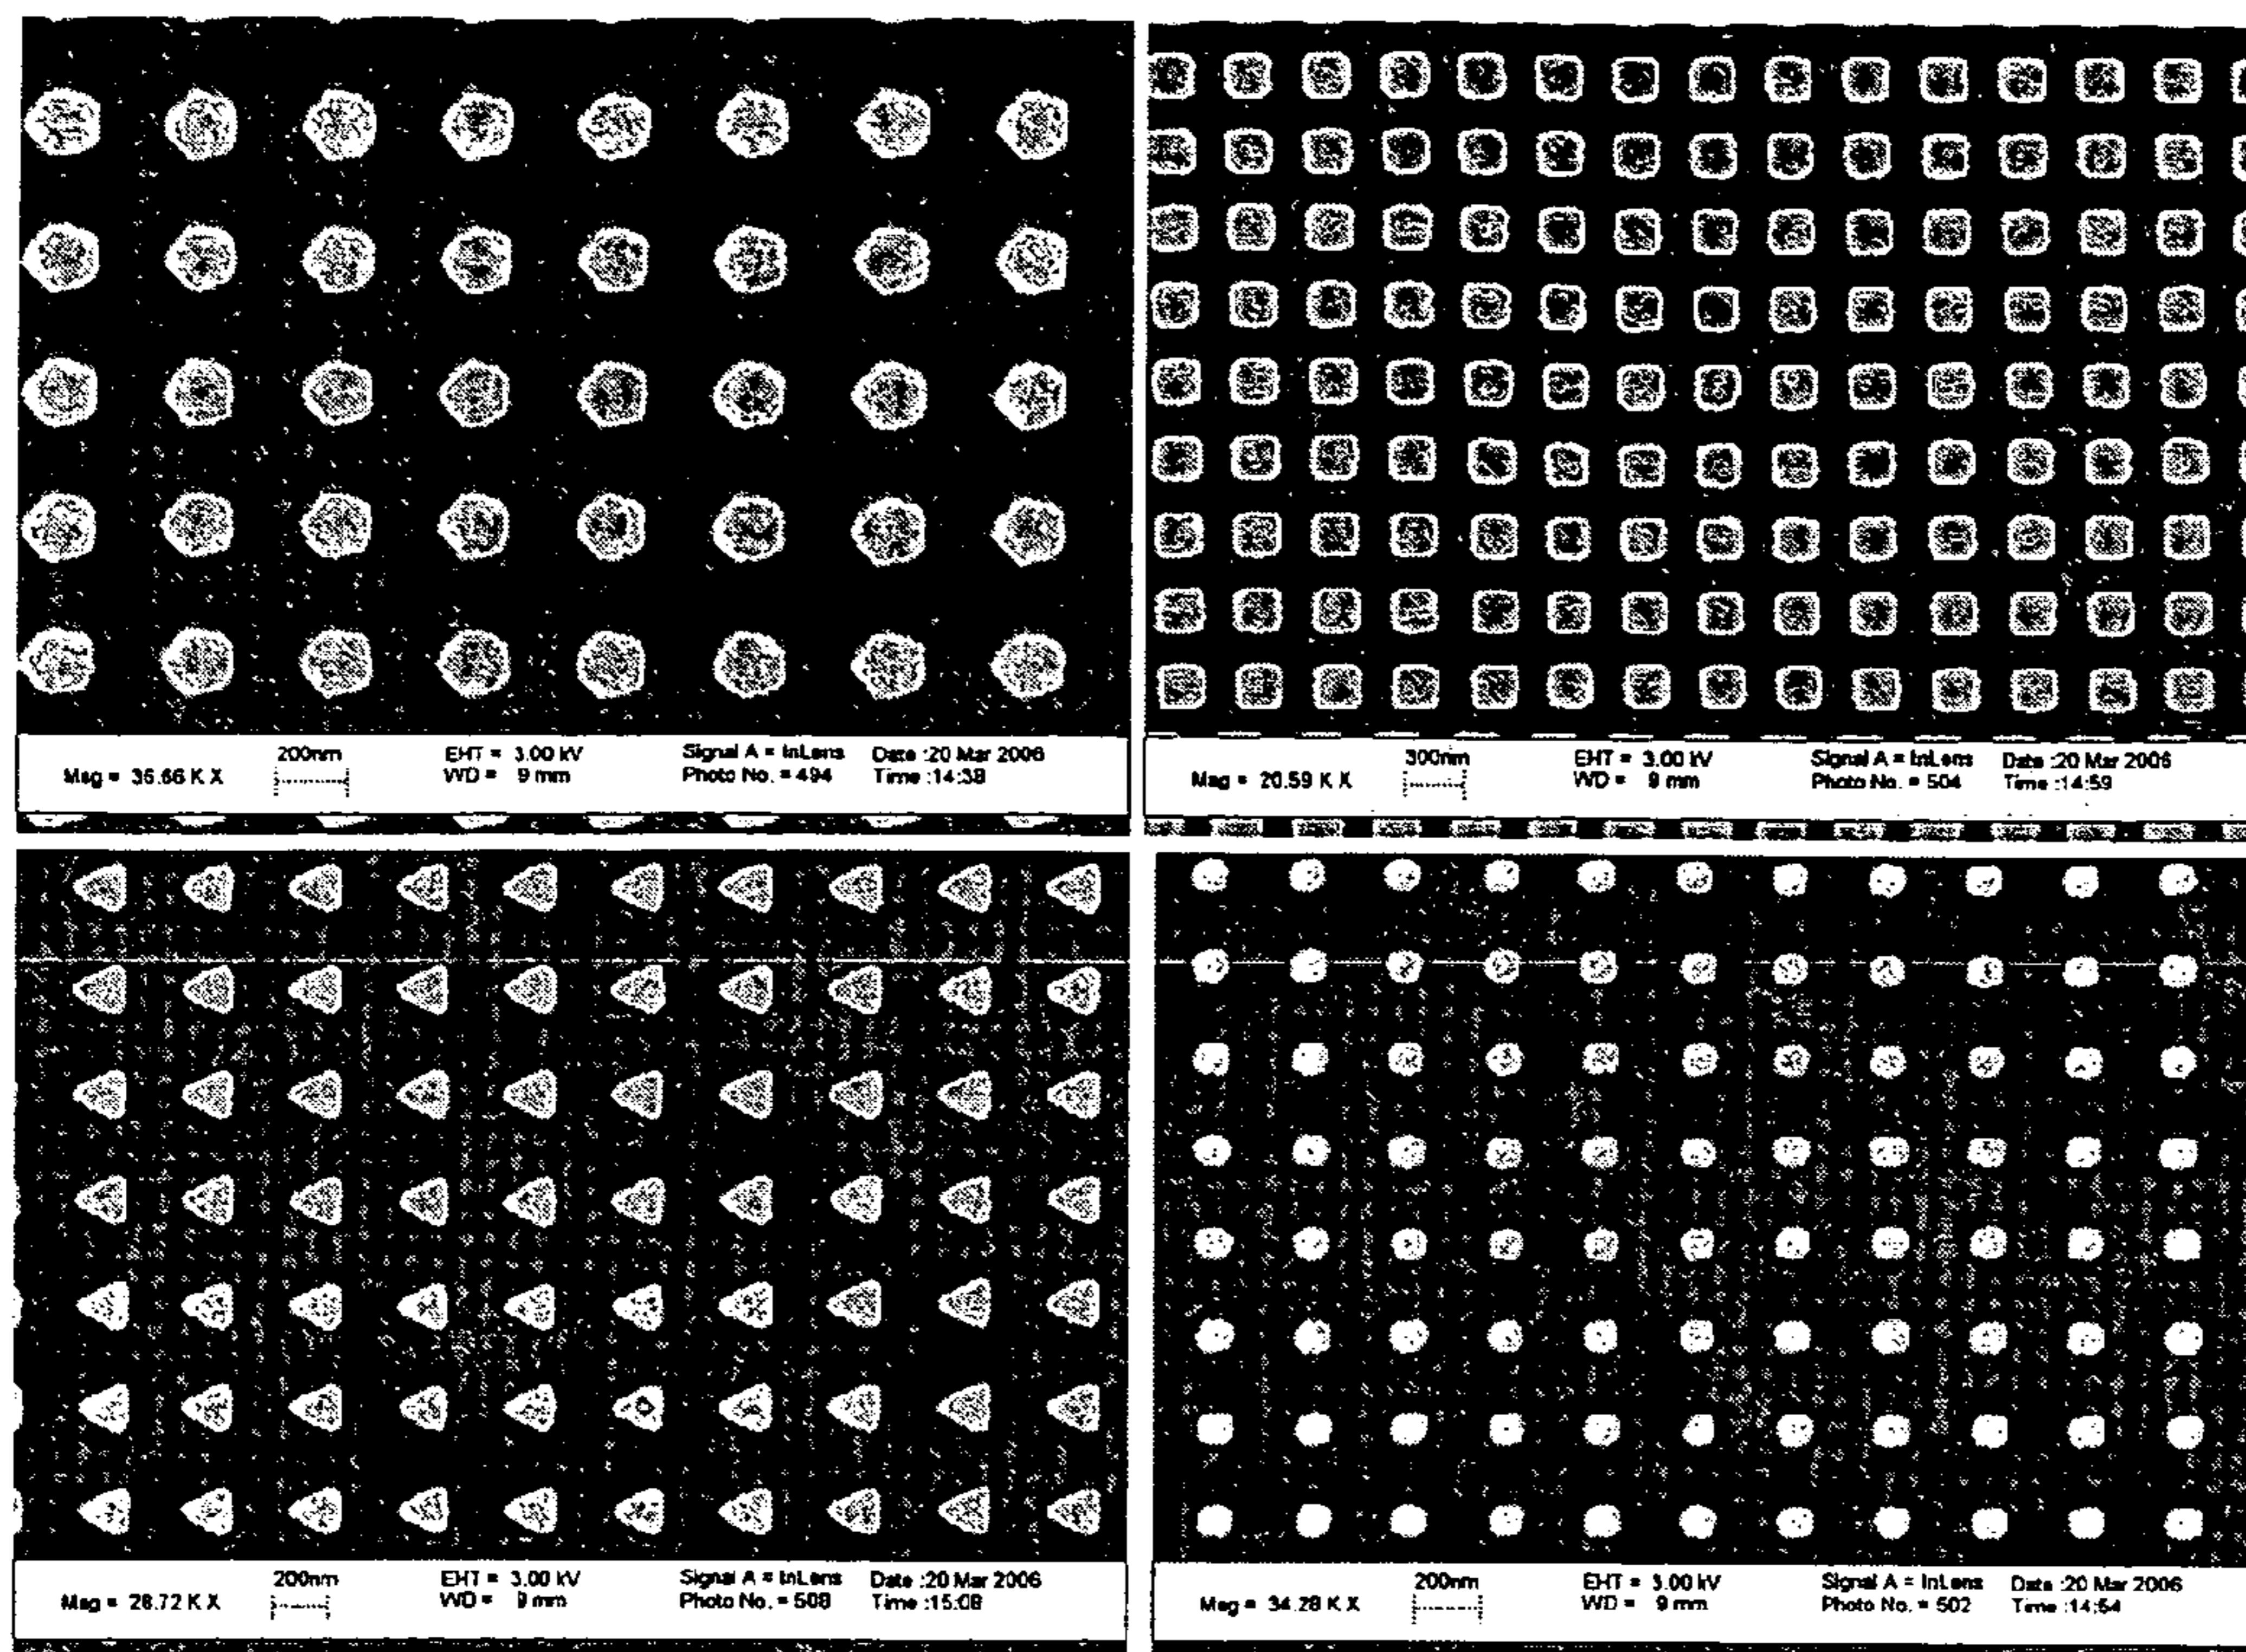 Mag = 35.66 K X 200nm EHT = 3.00 kV Signal A = InLens Date :20 Mar 2006
WD = 9 mm Photo No. = 494 Time :14:38
Mag = 20.59 K X 300nm EHT = 3.00 kV Signal A = InLens Date :20 Mar 2006
WD = 9 mm Photo No. = 504 Time :14:59
Mag = 28.72 K X 200nm EHT = 3.00 kV Signal A = InLens Date :20 Mar 2006
WD = 9 mm Photo No. = 508 Time :15:08
Mag = 34.28 K X 200nm EHT = 3.00 kV Signal A = InLens Date :20 Mar 2006
WD = 9 mm Photo No. = 502 Time :14:54